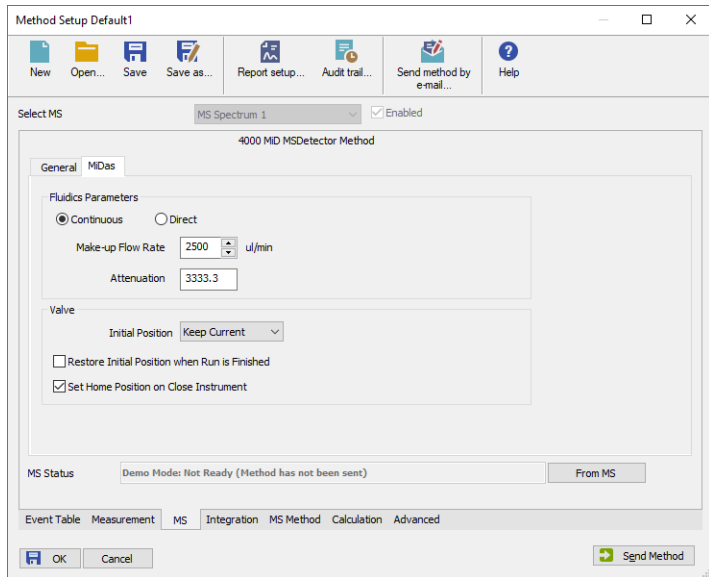 Method Setup Default1
New Open... Save Save as... Report setup... Audit trail... Send method by e-mail... Help
Select MS MS Spectrum 1 Enabled
4000 MiD MSDetector Method
General MiDas
Fluidics Parameters
Continuous Direct
Make-up Flow Rate 2500 ul/min
Attenuation 3333.3
Valve
Initial Position Keep Current
Restore Initial Position when Run is Finished
Set Home Position on Close Instrument
MS Status Demo Mode: Not Ready (Method has not been sent) From MS
Event Table Measurement MS Integration MS Method Calculation Advanced
OK Cancel Send Method